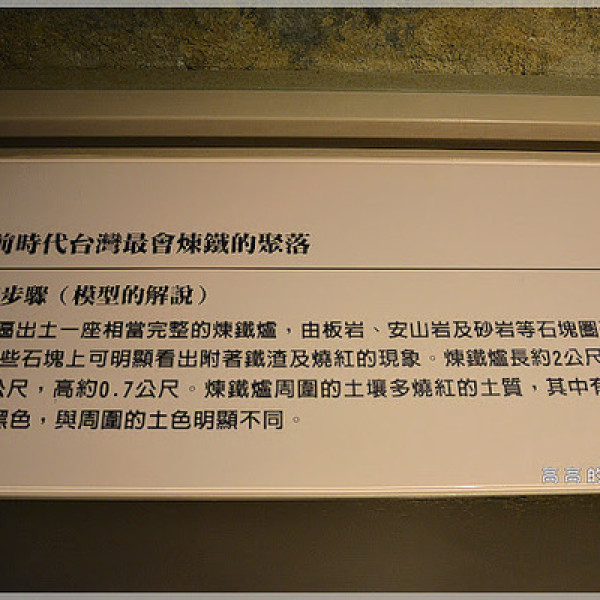 前時代台灣最會煉鐵的聚落
步驟（模型的解說）
區出土一座相當完整的煉鐵爐，由板岩、安山岩及砂岩等石塊圈
些石塊上可明顯看出附著鐵渣及燒紅的現象。煉鐵爐長約2公尺
公尺，高約0.7公尺。煉鐵爐周圍的土壤多燒紅的土質，其中有
黑色，與周圍的土色明顯不同。
高高的